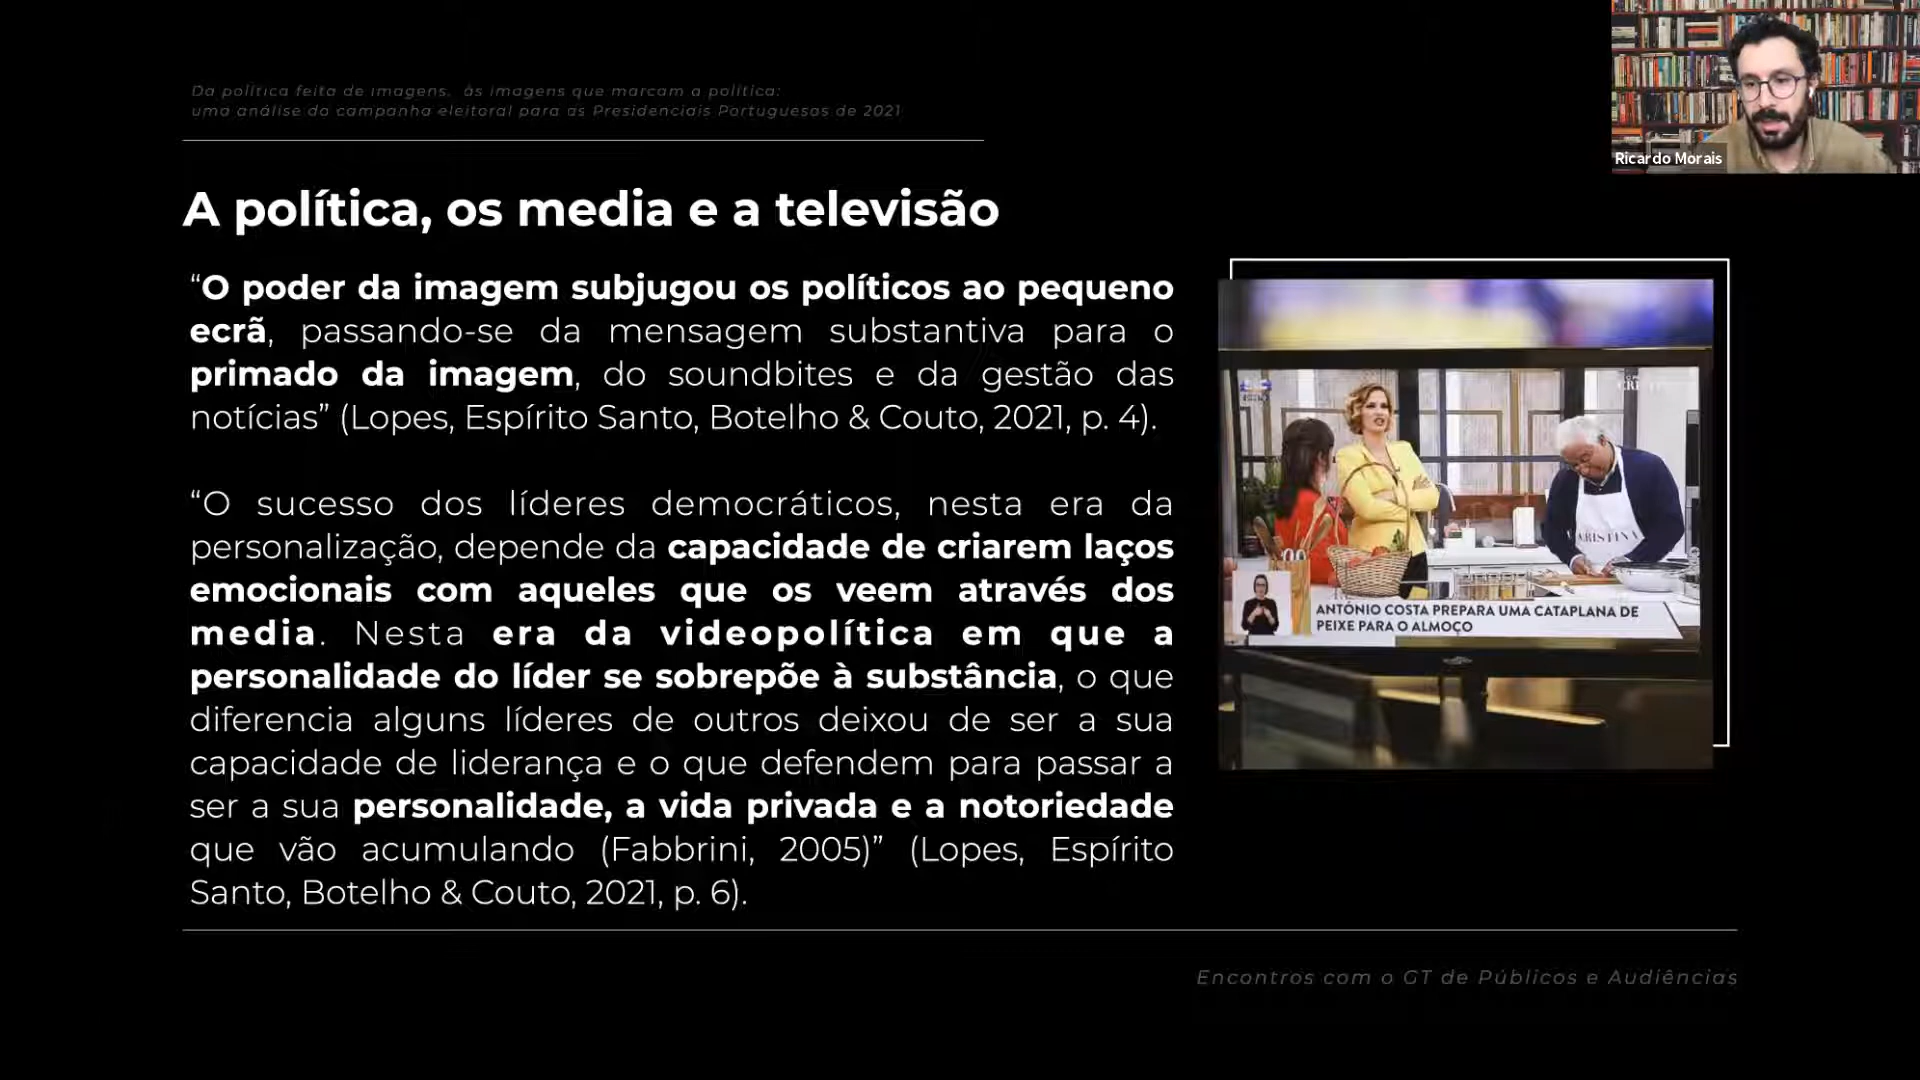 Da política feita de imagens, às imagens que marcam a política:
uma análise da campanha eleitoral para as Presidenciais Portuguesas de 2021
Ricardo Morais
A política, os media e a televisão
“O poder da imagem subjugou os políticos ao pequeno
ecrã, passando-se da mensagem substantiva para o
primado da imagem, do soundbites e da gestão das
notícias” (Lopes, Espírito Santo, Botelho & Couto, 2021, p. 4).
“O sucesso dos líderes democráticos, nesta era da
personalização, depende da capacidade de criarem laços
emocionais com aqueles que os veem através dos
media. Nesta era da videopolítica em que a
personalidade do líder se sobrepõe à substância, o que
diferencia alguns líderes de outros deixou de ser a sua
capacidade de liderança e o que defendem para passar a
ser a sua personalidade, a vida privada e a notoriedade
que vão acumulando (Fabbrini, 2005)” (Lopes, Espírito
Santo, Botelho & Couto, 2021, p. 6).
ANTÓNIO COSTA PREPARA UMA CATAPLANA DE
PEIXE PARA O ALMOÇO
Encontros com o GT de Públicos e Audiências